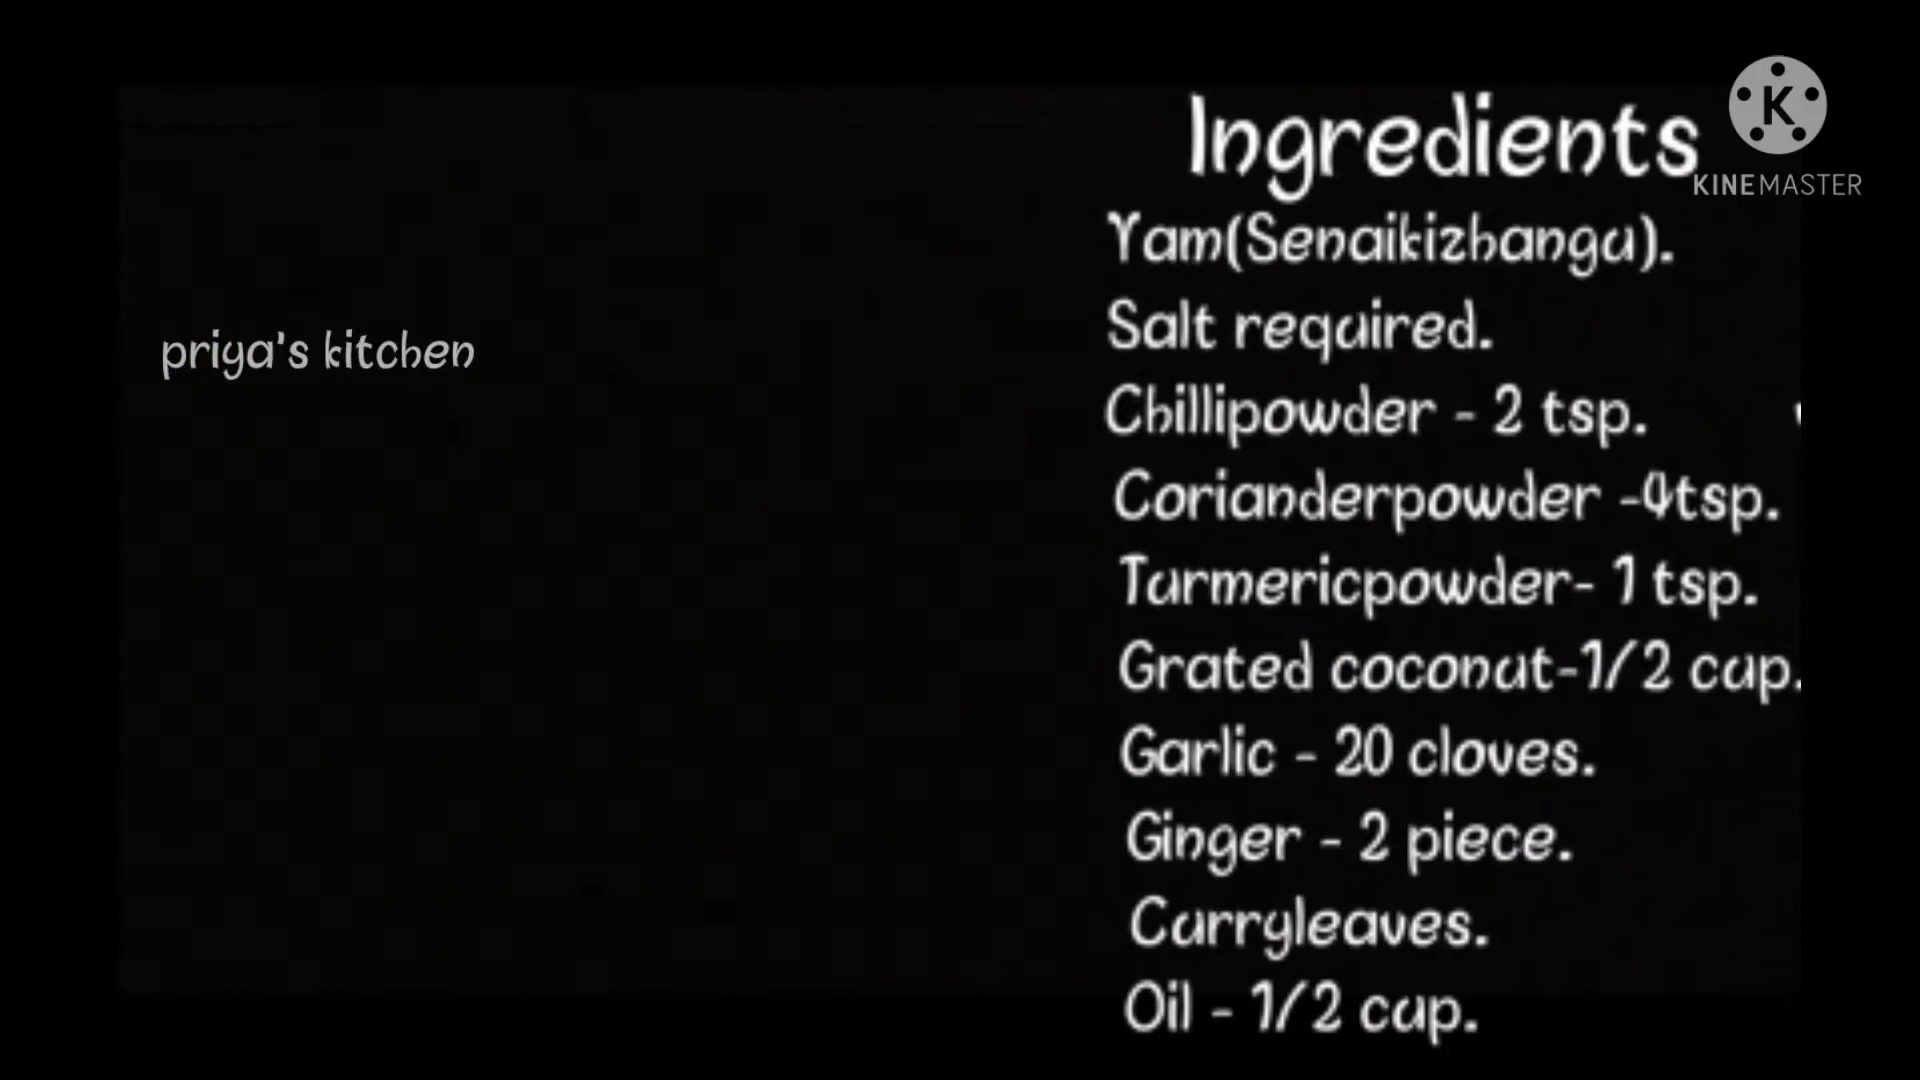 Ingredients
KINEMASTER
Yam(Senaikizhangu).
Salt required.
priya's kitchen
Chillipowder - 2 tsp.
Corianderpowder -4tsp.
Turmericpowder- 1 tsp.
Grated coconut-1/2 cup.
Garlic - 20 cloves.
Ginger - 2 piece.
Curryleaves.
Oil - 1/2 cup.